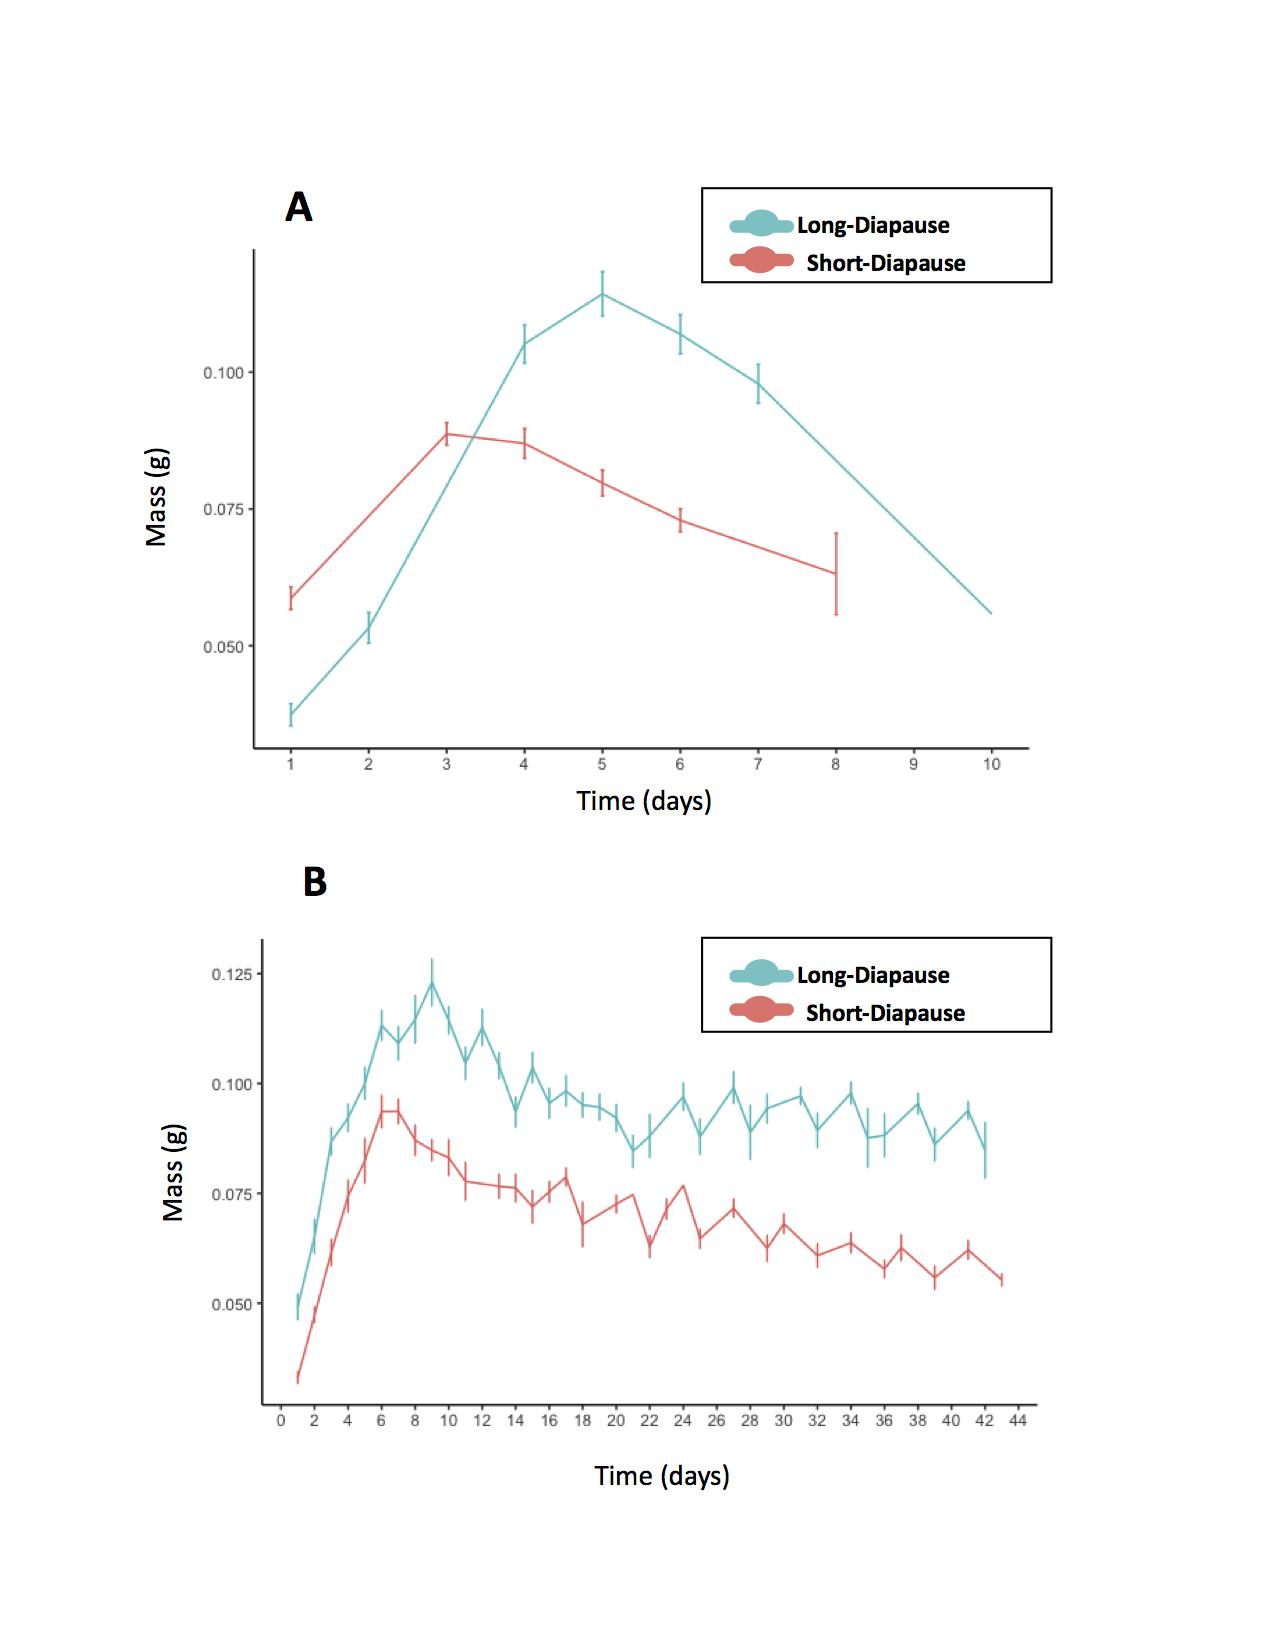 A
Long-Diapause
Short-Diapause
0.100
0.075
0.050
Mass (g)
1 2 3 4 5 6 7 8 9 10
Time (days)
B
Long-Diapause
Short-Diapause
0.125
0.100
0.075
0.050
Mass (g)
0 2 4 6 8 10 12 14 16 18 20 22 24 26 28 30 32 34 36 38 40 42 44
Time (days)